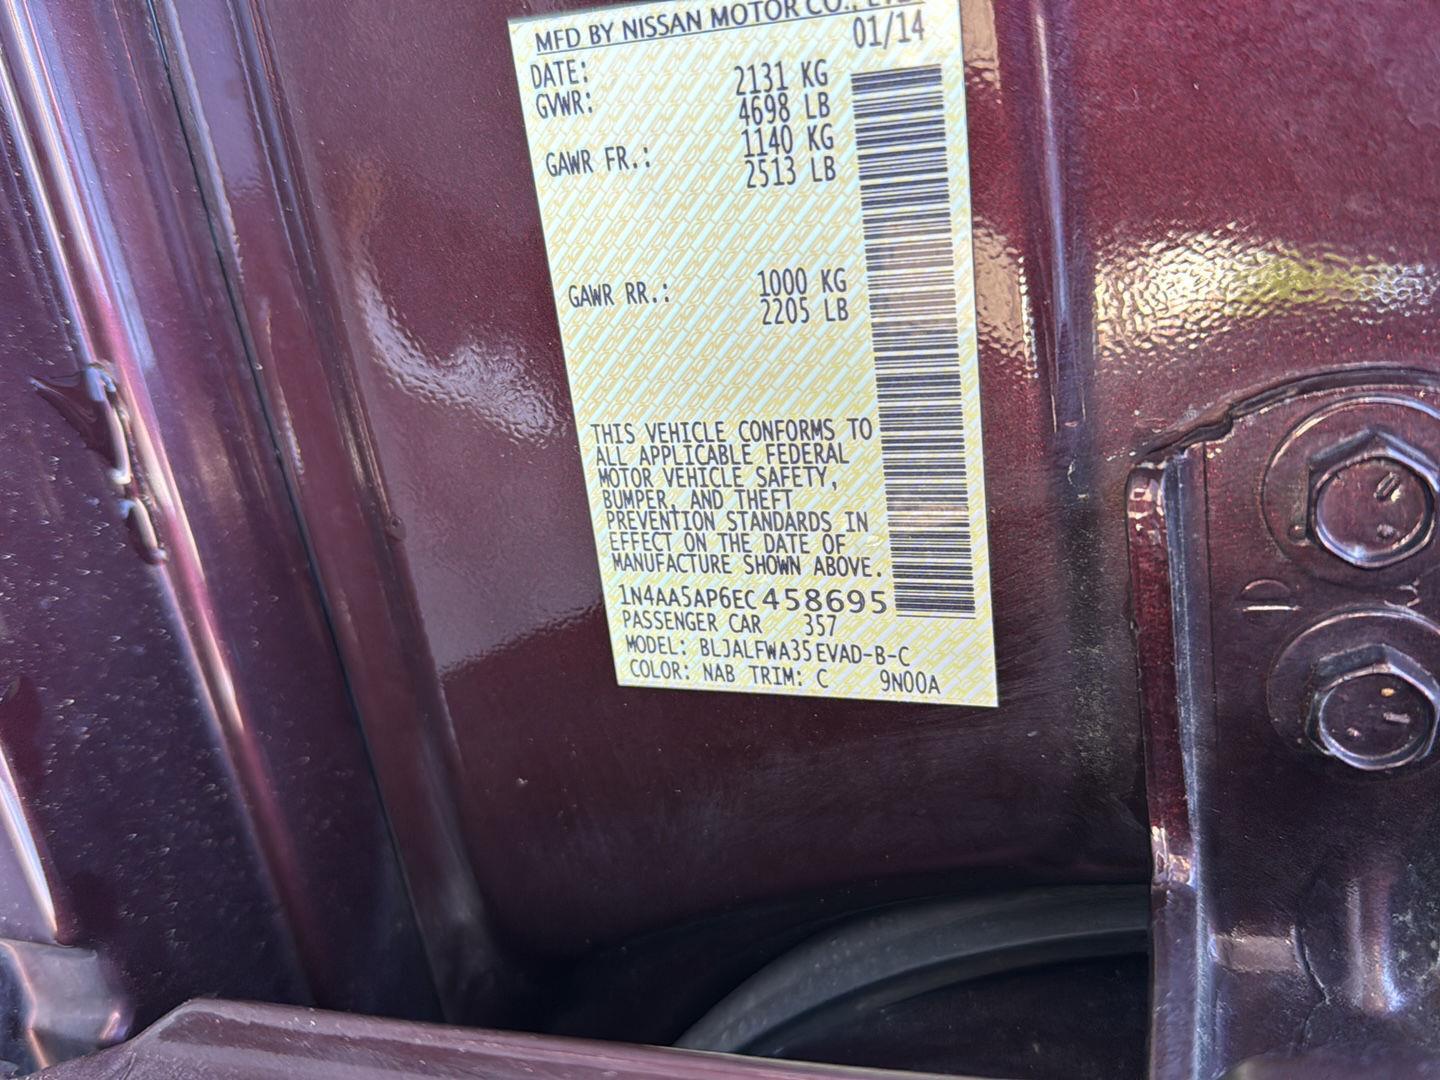 MFD BY NISSAN MOTOR CO., LTD.
DATE: 01/14
GVWR: 2131 KG
4698 LB
GAWR FR.: 1140 KG
2513 LB
GAWR RR.: 1000 KG
2205 LB
THIS VEHICLE CONFORMS TO
ALL APPLICABLE FEDERAL
MOTOR VEHICLE SAFETY,
BUMPER, AND THEFT
PREVENTION STANDARDS IN
EFFECT ON THE DATE OF
MANUFACTURE SHOWN ABOVE.
1N4AA5AP6EC458695
PASSENGER CAR 357
MODEL: BLJALFWA35EVAD-B-C
COLOR: NAB TRIM: C 9N00A